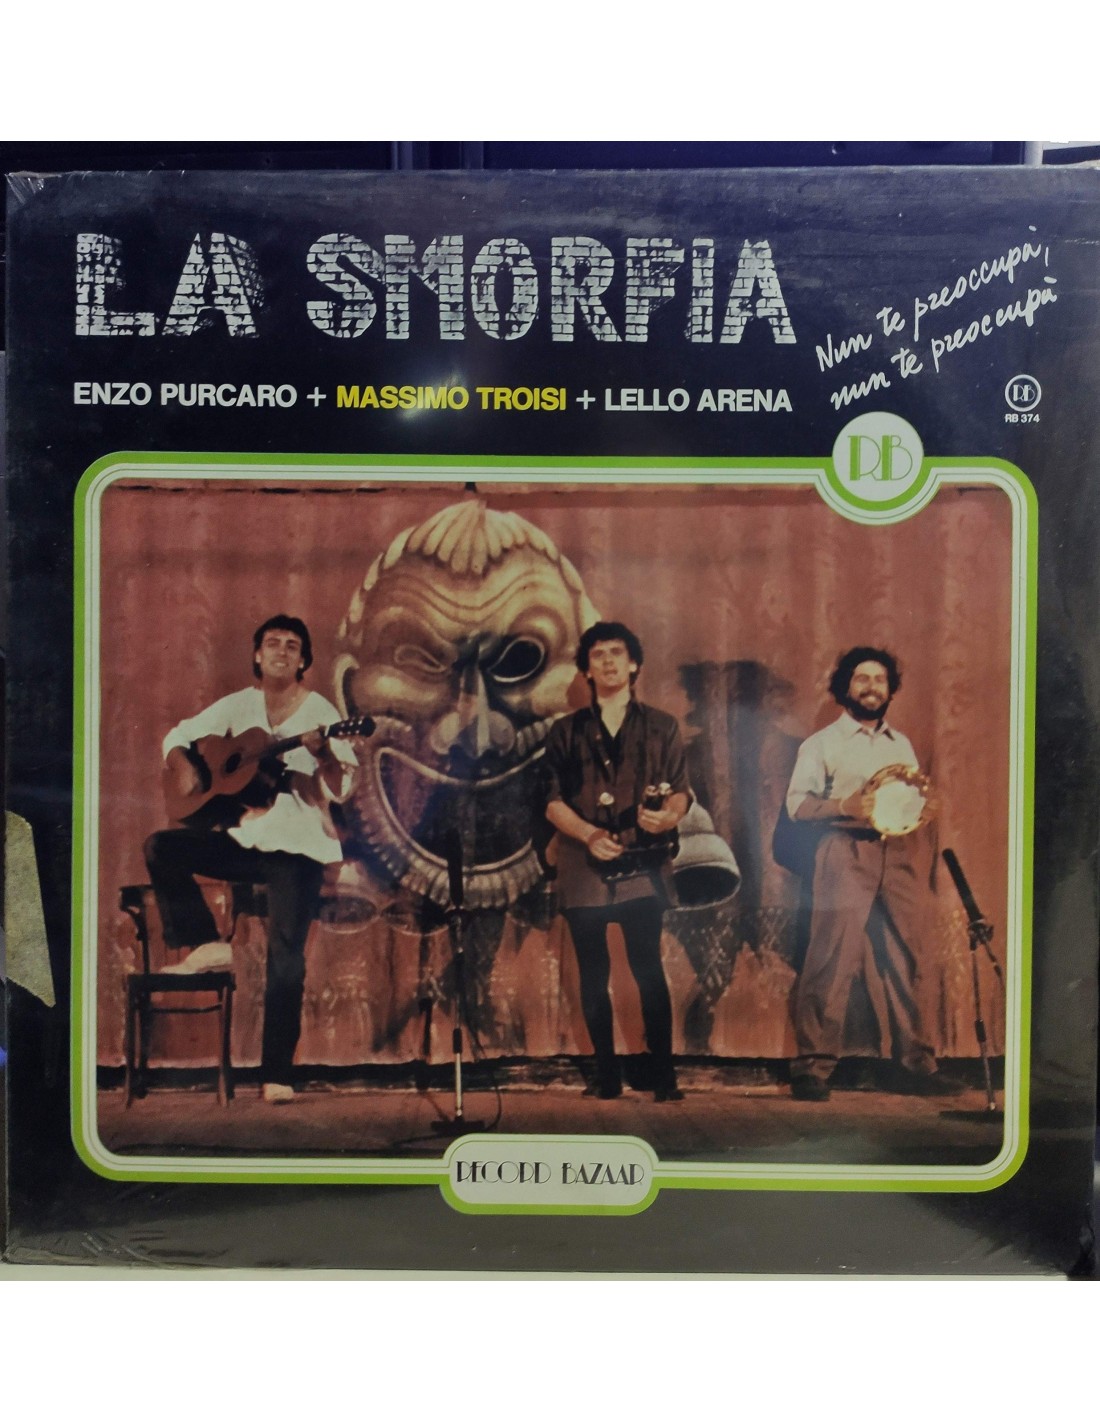 LA SMORFIA
Nun te preoccupà,
nun te preoccupà
ENZO PURCARO + MASSIMO TROISI + LELLO ARENA
RB
RB 374
RB
RECORD BAZAAR